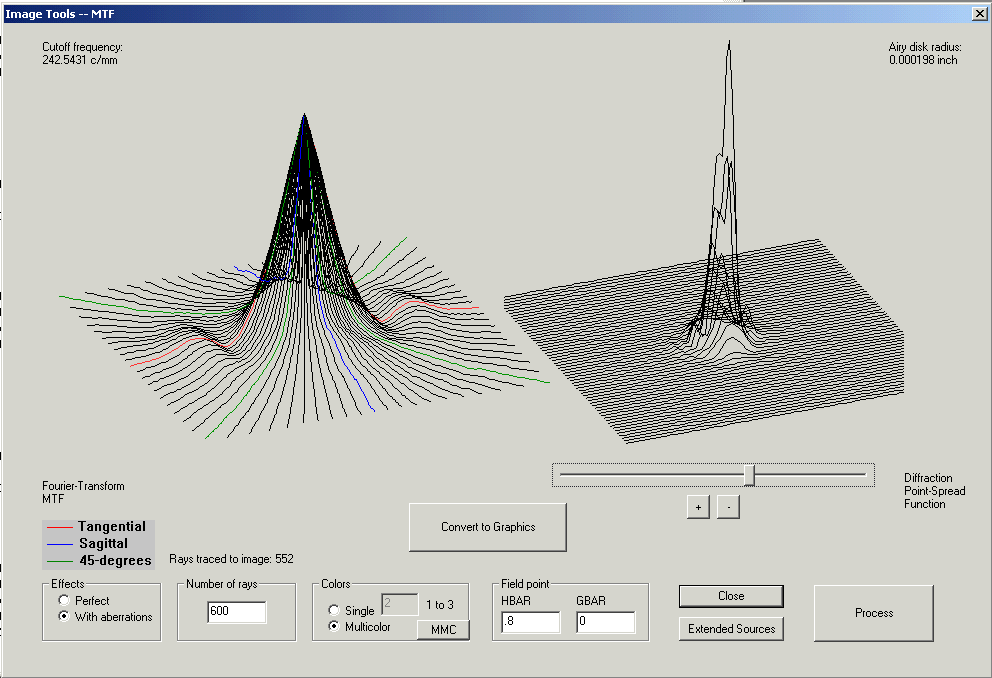 Image Tools -- MTF
Cutoff frequency:
242.5431 c/mm
Airy disk radius:
0.000198 inch
Fourier-Transform
MTF
Diffraction
Point-Spread
Function
+ -
Convert to Graphics
Tangential
Sagittal
45-degrees
Rays traced to image: 552
Effects
Perfect
With aberrations
Number of rays
600
Colors
Single 2 1 to 3
Multicolor MMC
Field point
HBAR GBAR
.8 0
Close
Extended Sources
Process